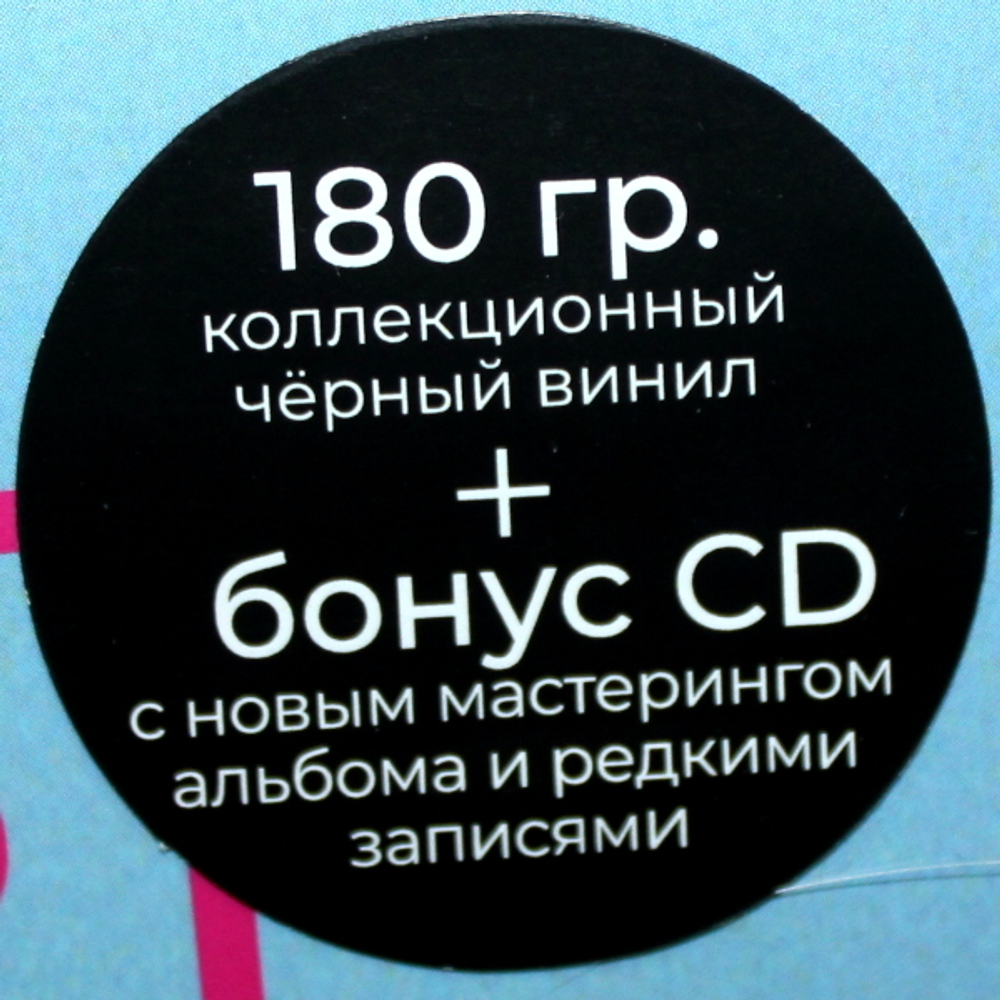 180 гр.
коллекционный
чёрный винил
+
бонус CD
с новым мастерингом
альбома и редкими
записями